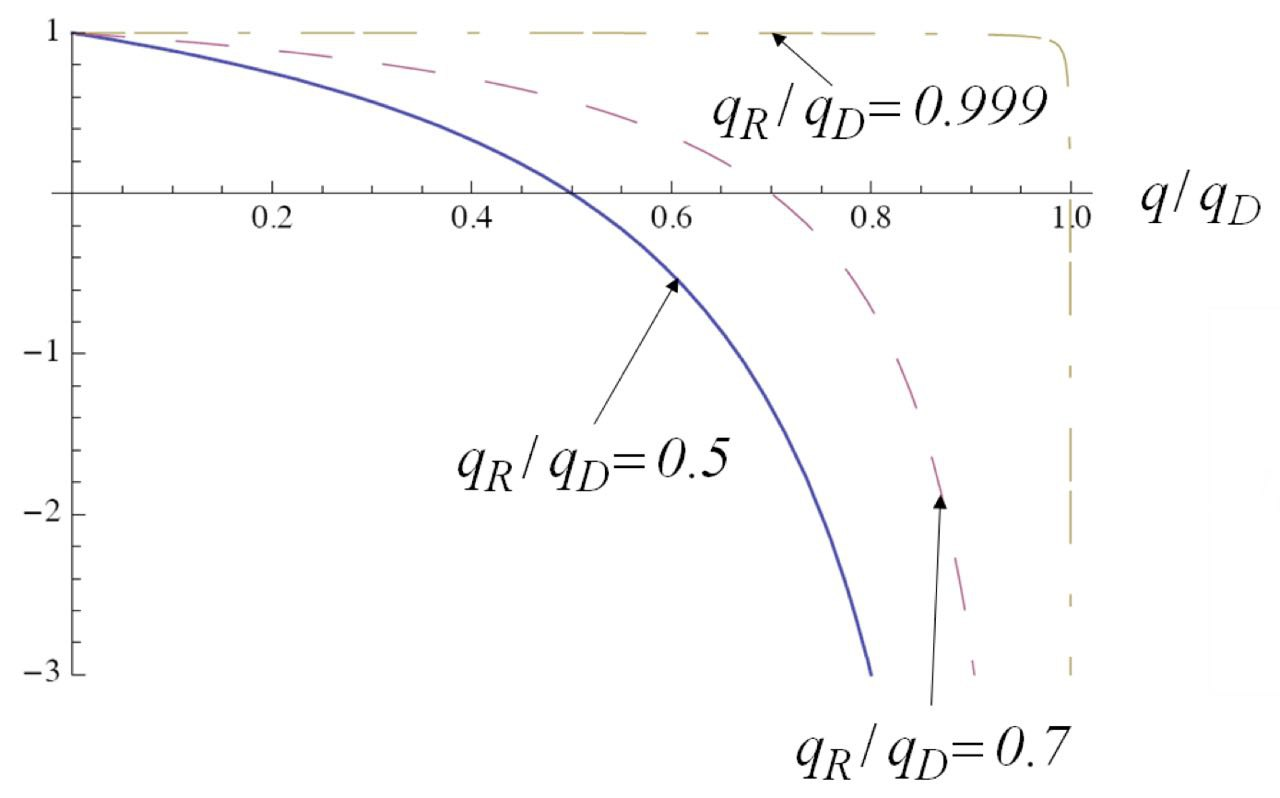 1
q_R / q_D = 0.999
0.2 0.4 0.6 0.8 1.0 q / q_D
−1
q_R / q_D = 0.5
−2
−3
q_R / q_D = 0.7